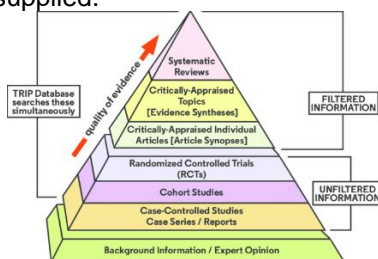 supplied.
Systematic
Reviews
Critically-Appraised
Topics
[Evidence Syntheses]
Critically-Appraised Individual
Articles [Article Synopses]
Randomized Controlled Trials
(RCTs)
Cohort Studies
Case-Controlled Studies
Case Series / Reports
Background Information / Expert Opinion
quality of evidence
TRIP Database
searches these
simultaneously
FILTERED
INFORMATION
UNFILTERED
INFORMATION